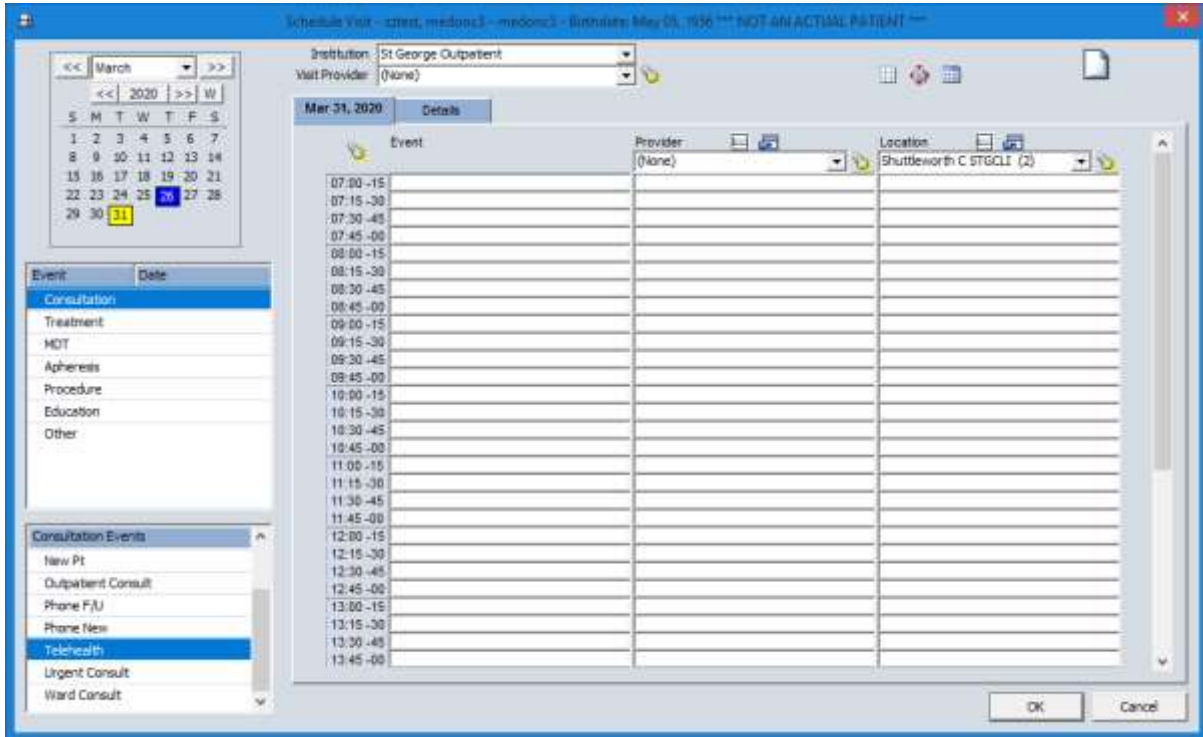 Schedule Visit - sztest, medonc3 - medonc3 - Birthdate: May 05, 1956 *** NOT AN ACTUAL PATIENT ***
Institution St George Outpatient
Visit Provider (None)
<< March >>
<< 2020 >> W
S M T W T F S
1 2 3 4 5 6 7
8 9 10 11 12 13 14
15 16 17 18 19 20 21
22 23 24 25 26 27 28
29 30 31
Event Date
Consultation
Treatment
MDT
Apheresis
Procedure
Education
Other
Consultation Events
New Pt
Outpatient Consult
Phone F/U
Phone New
Telehealth
Urgent Consult
Ward Consult
Mar 31, 2020 Details
Event Provider Location
(None) Shuttleworth C STGCLI (2)
07:00 -15
07:15 -30
07:30 -45
07:45 -00
08:00 -15
08:15 -30
08:30 -45
08:45 -00
09:00 -15
09:15 -30
09:30 -45
09:45 -00
10:00 -15
10:15 -30
10:30 -45
10:45 -00
11:00 -15
11:15 -30
11:30 -45
11:45 -00
12:00 -15
12:15 -30
12:30 -45
12:45 -00
13:00 -15
13:15 -30
13:30 -45
13:45 -00
OK Cancel